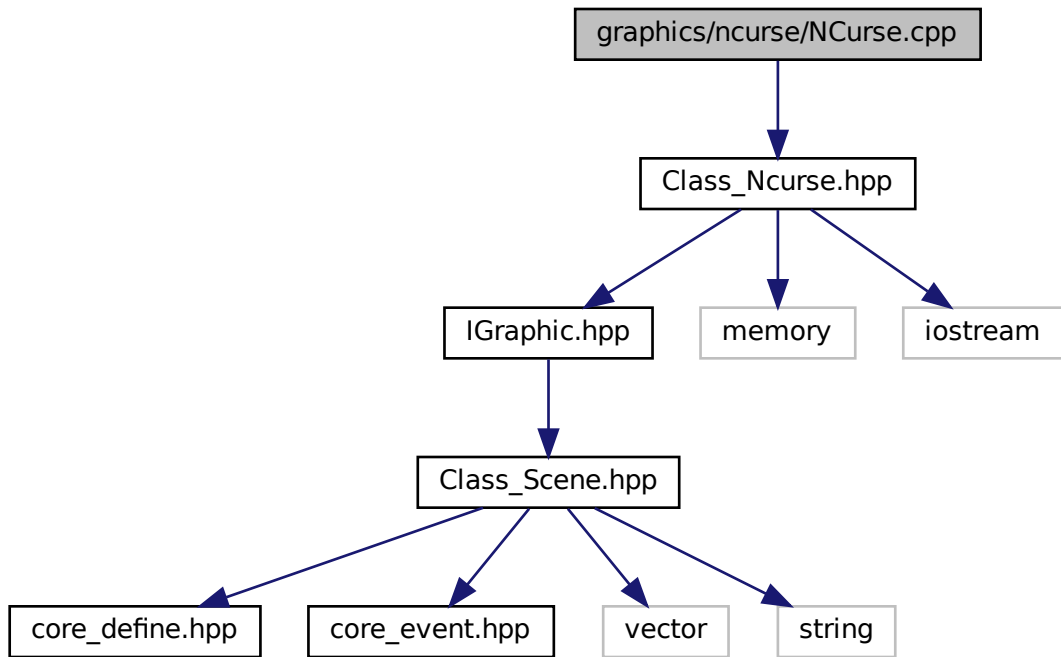 graphics/ncurse/NCurse.cpp
Class_Ncurse.hpp
IGraphic.hpp
memory
iostream
Class_Scene.hpp
core_define.hpp
core_event.hpp
vector
string